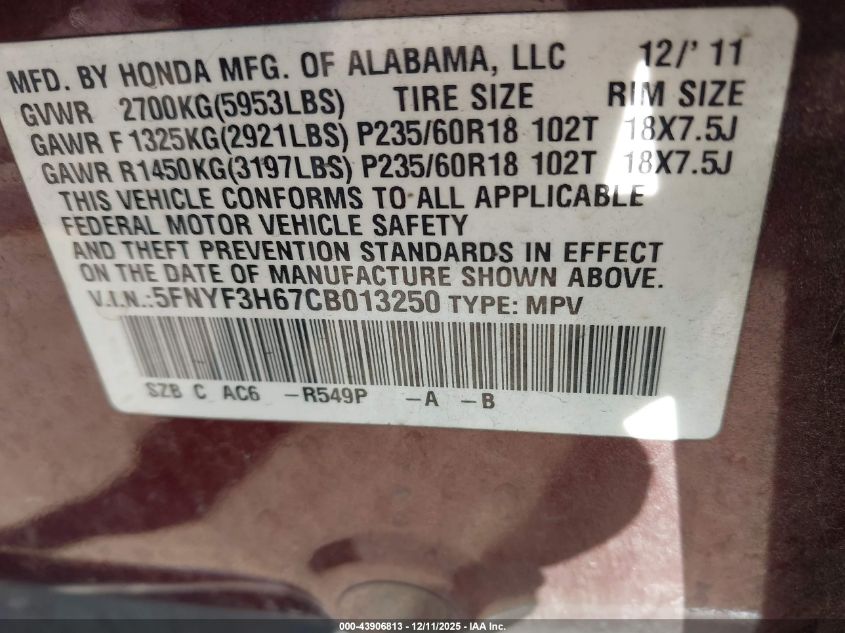 MFD. BY HONDA MFG. OF ALABAMA, LLC 12/' 11
GVWR 2700KG(5953LBS) TIRE SIZE RIM SIZE
GAWR F 1325KG(2921LBS) P235/60R18 102T 18X7.5J
GAWR R1450KG(3197LBS) P235/60R18 102T 18X7.5J
THIS VEHICLE CONFORMS TO ALL APPLICABLE
FEDERAL MOTOR VEHICLE SAFETY
AND THEFT PREVENTION STANDARDS IN EFFECT
ON THE DATE OF MANUFACTURE SHOWN ABOVE.
V.I.N.:5FNYF3H67CB013250 TYPE: MPV
SZB C AC6 -R549P -A -B
000-43906813 - 12/11/2025 - IAA Inc.